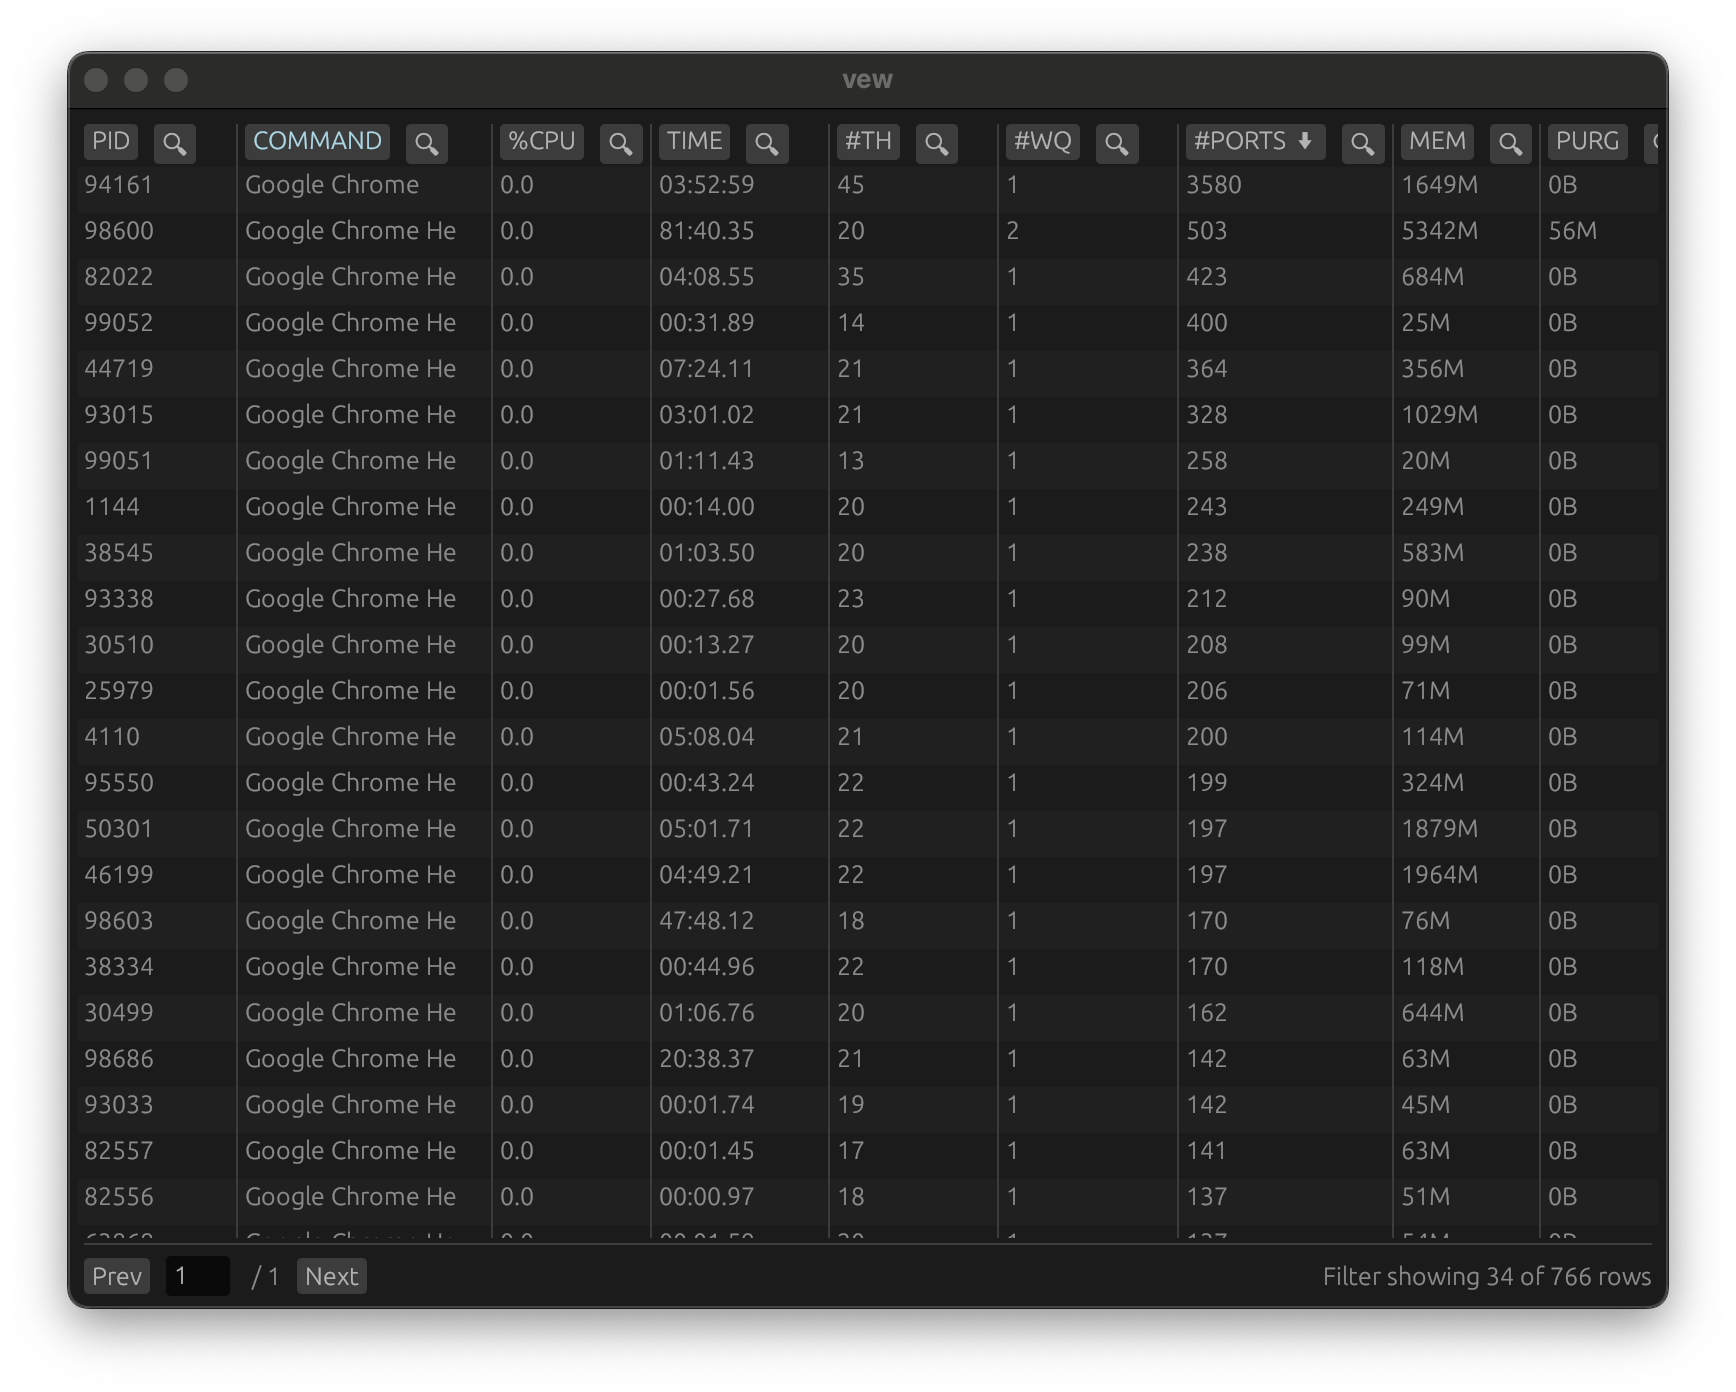 vew
PID COMMAND %CPU TIME #TH #WQ #PORTS ⬇ MEM PURG
94161 Google Chrome 0.0 03:52:59 45 1 3580 1649M 0B
98600 Google Chrome He 0.0 81:40.35 20 2 503 5342M 56M
82022 Google Chrome He 0.0 04:08.55 35 1 423 684M 0B
99052 Google Chrome He 0.0 00:31.89 14 1 400 25M 0B
44719 Google Chrome He 0.0 07:24.11 21 1 364 356M 0B
93015 Google Chrome He 0.0 03:01.02 21 1 328 1029M 0B
99051 Google Chrome He 0.0 01:11.43 13 1 258 20M 0B
1144 Google Chrome He 0.0 00:14.00 20 1 243 249M 0B
38545 Google Chrome He 0.0 01:03.50 20 1 238 583M 0B
93338 Google Chrome He 0.0 00:27.68 23 1 212 90M 0B
30510 Google Chrome He 0.0 00:13.27 20 1 208 99M 0B
25979 Google Chrome He 0.0 00:01.56 20 1 206 71M 0B
4110 Google Chrome He 0.0 05:08.04 21 1 200 114M 0B
95550 Google Chrome He 0.0 00:43.24 22 1 199 324M 0B
50301 Google Chrome He 0.0 05:01.71 22 1 197 1879M 0B
46199 Google Chrome He 0.0 04:49.21 22 1 197 1964M 0B
98603 Google Chrome He 0.0 47:48.12 18 1 170 76M 0B
38334 Google Chrome He 0.0 00:44.96 22 1 170 118M 0B
30499 Google Chrome He 0.0 01:06.76 20 1 162 644M 0B
98686 Google Chrome He 0.0 20:38.37 21 1 142 63M 0B
93033 Google Chrome He 0.0 00:01.74 19 1 142 45M 0B
82557 Google Chrome He 0.0 00:01.45 17 1 141 63M 0B
82556 Google Chrome He 0.0 00:00.97 18 1 137 51M 0B
Prev 1 / 1 Next Filter showing 34 of 766 rows